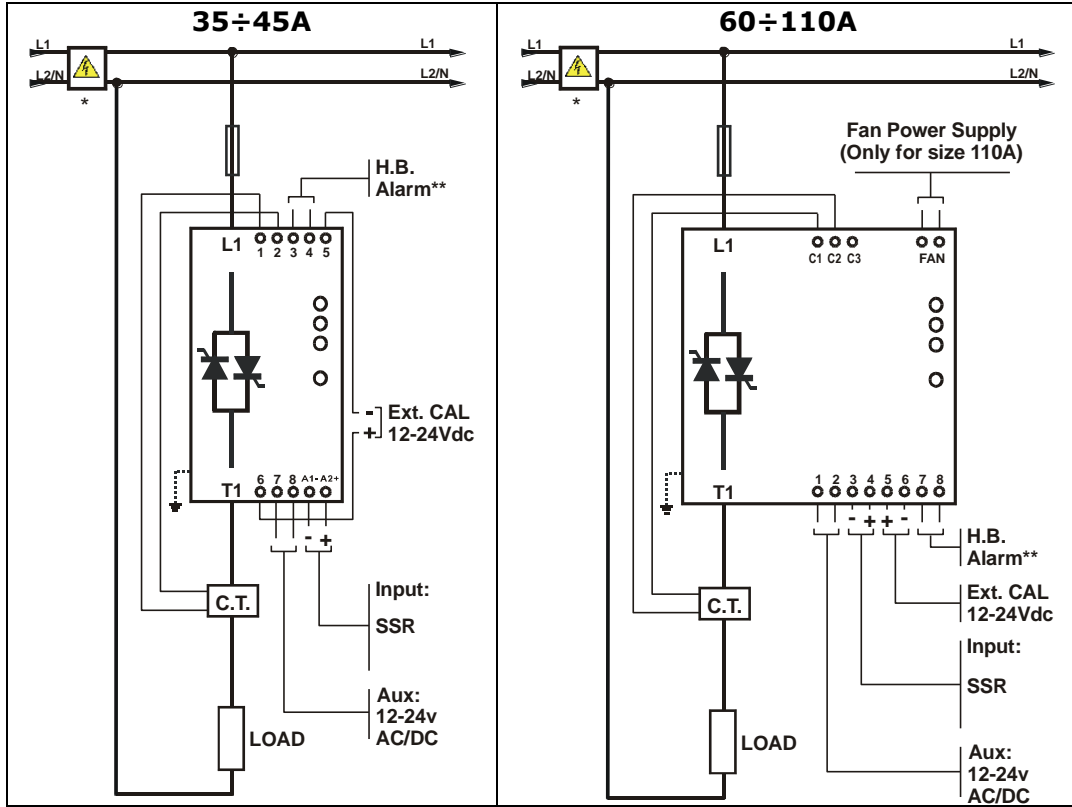 35÷45A
L1 L1
L2/N L2/N
*
H.B.
Alarm**
L1
1 2 3 4 5
- Ext. CAL
+ 12-24Vdc
T1
6 7 8 A1- A2+
- +
C.T.
Input:
SSR
Aux:
12-24v
AC/DC
LOAD
60÷110A
L1 L1
L2/N L2/N
*
Fan Power Supply
(Only for size 110A)
L1
C1 C2 C3 FAN
T1
1 2 3 4 5 6 7 8
- + + -
H.B.
Alarm**
C.T.
Ext. CAL
12-24Vdc
Input:
SSR
LOAD
Aux:
12-24v
AC/DC